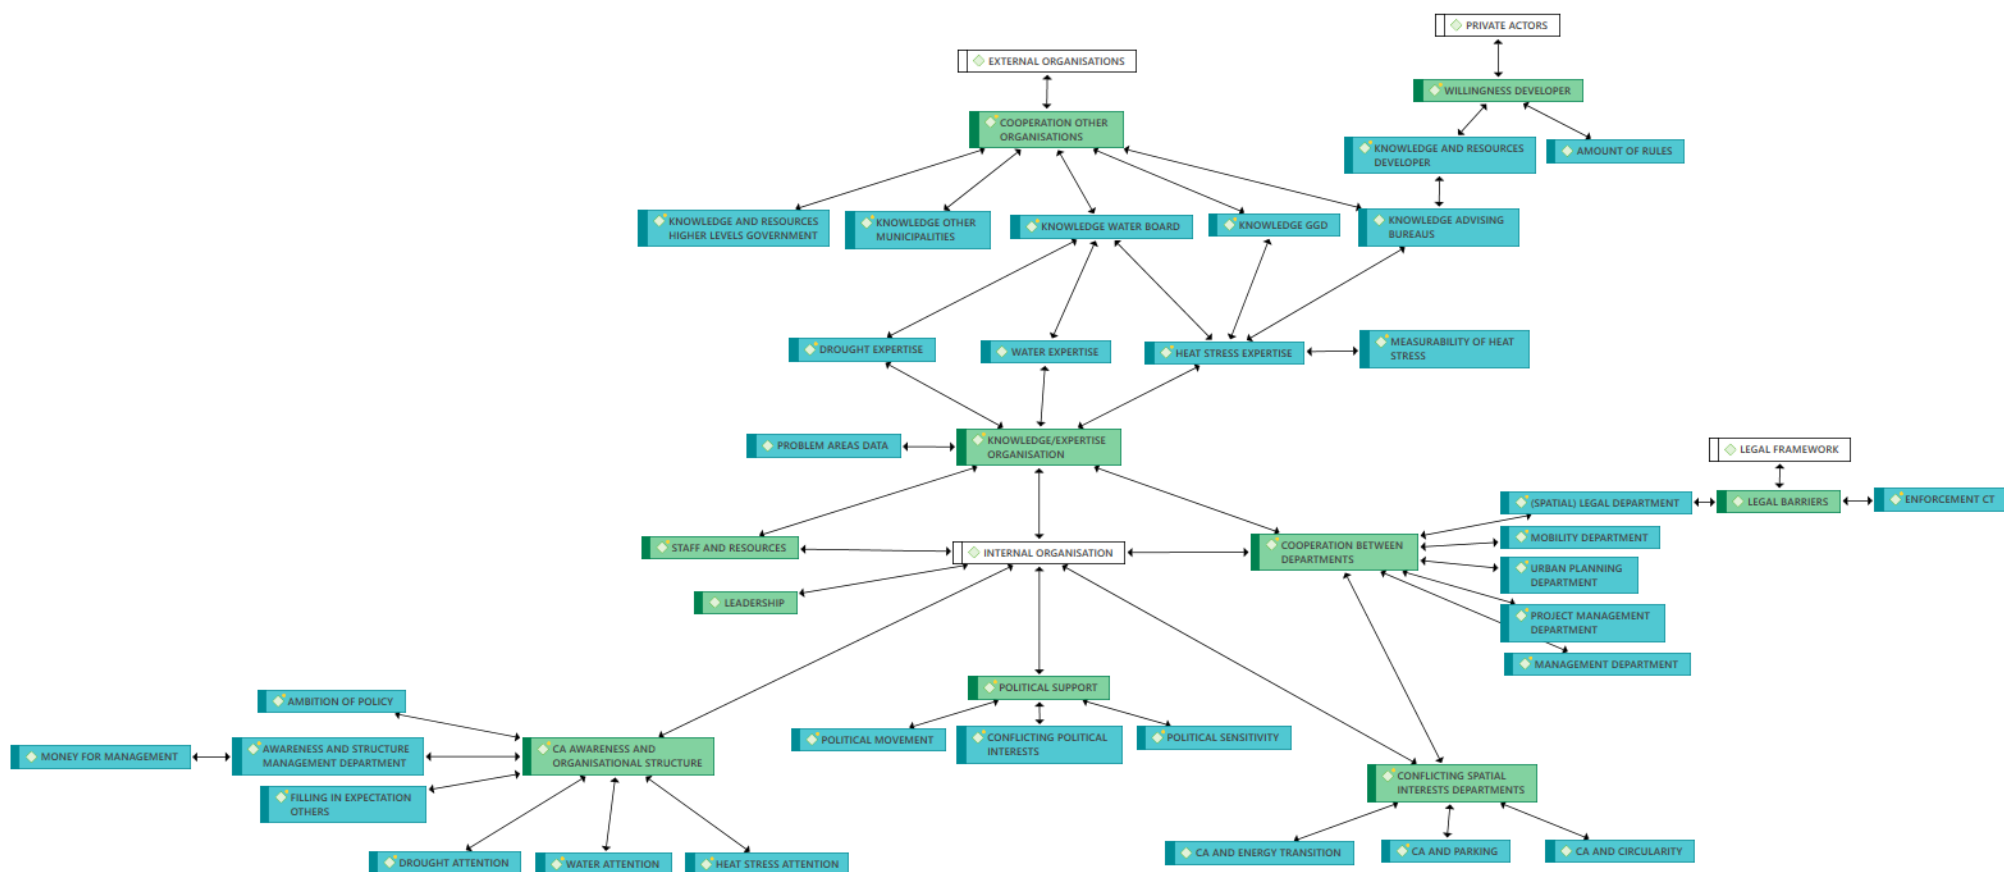 PRIVATE ACTORS
EXTERNAL ORGANISATIONS
WILLINGNESS DEVELOPER
COOPERATION OTHER
ORGANISATIONS
KNOWLEDGE AND RESOURCES
DEVELOPER
AMOUNT OF RULES
KNOWLEDGE AND RESOURCES
HIGHER LEVELS GOVERNMENT
KNOWLEDGE OTHER
MUNICIPALITIES
KNOWLEDGE WATER BOARD
KNOWLEDGE GGD
KNOWLEDGE ADVISING
BUREAUS
DROUGHT EXPERTISE
WATER EXPERTISE
HEAT STRESS EXPERTISE
MEASURABILITY OF HEAT
STRESS
PROBLEM AREAS DATA
KNOWLEDGE/EXPERTISE
ORGANISATION
LEGAL FRAMEWORK
(SPATIAL) LEGAL DEPARTMENT
LEGAL BARRIERS
ENFORCEMENT CT
STAFF AND RESOURCES
INTERNAL ORGANISATION
COOPERATION BETWEEN
DEPARTMENTS
MOBILITY DEPARTMENT
URBAN PLANNING
DEPARTMENT
LEADERSHIP
PROJECT MANAGEMENT
DEPARTMENT
MANAGEMENT DEPARTMENT
AMBITION OF POLICY
POLITICAL SUPPORT
MONEY FOR MANAGEMENT
AWARENESS AND STRUCTURE
MANAGEMENT DEPARTMENT
CA AWARENESS AND
ORGANISATIONAL STRUCTURE
POLITICAL MOVEMENT
CONFLICTING POLITICAL
INTERESTS
POLITICAL SENSITIVITY
FILLING IN EXPECTATION
OTHERS
CONFLICTING SPATIAL
INTERESTS DEPARTMENTS
DROUGHT ATTENTION
WATER ATTENTION
HEAT STRESS ATTENTION
CA AND ENERGY TRANSITION
CA AND PARKING
CA AND CIRCULARITY